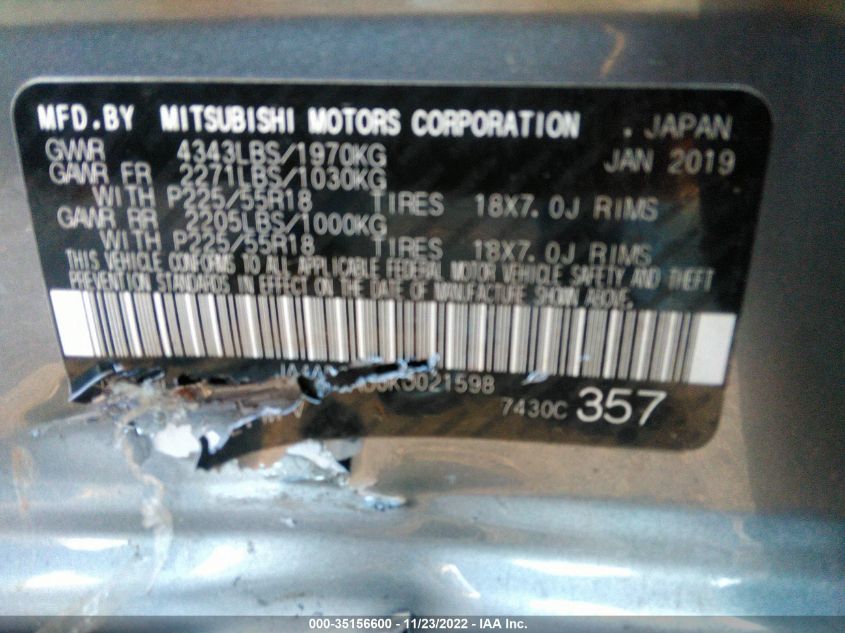 MFD.BY MITSUBISHI MOTORS CORPORATION . JAPAN
GVWR 4343LBS/1970KG JAN 2019
GAWR FR 2271LBS/1030KG
WITH P225/55R18 TIRES 18X7.0J RIMS
GAWR RR 2205LBS/1000KG
WITH P225/55R18 TIRES 18X7.0J RIMS
THIS VEHICLE CONFORMS TO ALL APPLICABLE FEDERAL MOTOR VEHICLE SAFETY AND THEFT
PREVENTION STANDARDS IN EFFECT ON THE DATE OF MANUFACTURE SHOWN ABOVE.
7430C 357
000-35156600 - 11/23/2022 - IAA Inc.